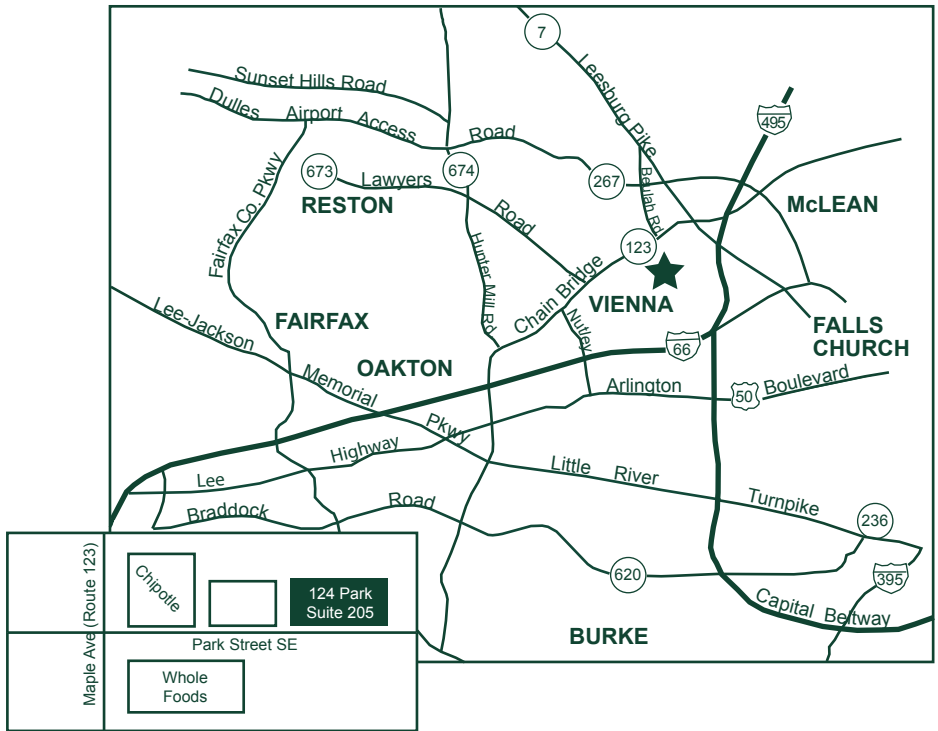 7
Leesburg Pike
495
Sunset Hills Road
Dulles Airport Access Road
673
Lawyers Road
674
267
Beulah Rd
RESTON
McLEAN
Fairfax Co. Pkwy
Hunter Mill Rd
123
Chain Bridge
VIENNA
Lee-Jackson Memorial Pkwy
FAIRFAX
Nutley
66
FALLS
CHURCH
OAKTON
Arlington Boulevard
50
Lee Highway
Little River Turnpike
Braddock Road
236
620
395
Capital Beltway
BURKE
Maple Ave (Route 123)
Chipotle
124 Park
Suite 205
Park Street SE
Whole
Foods